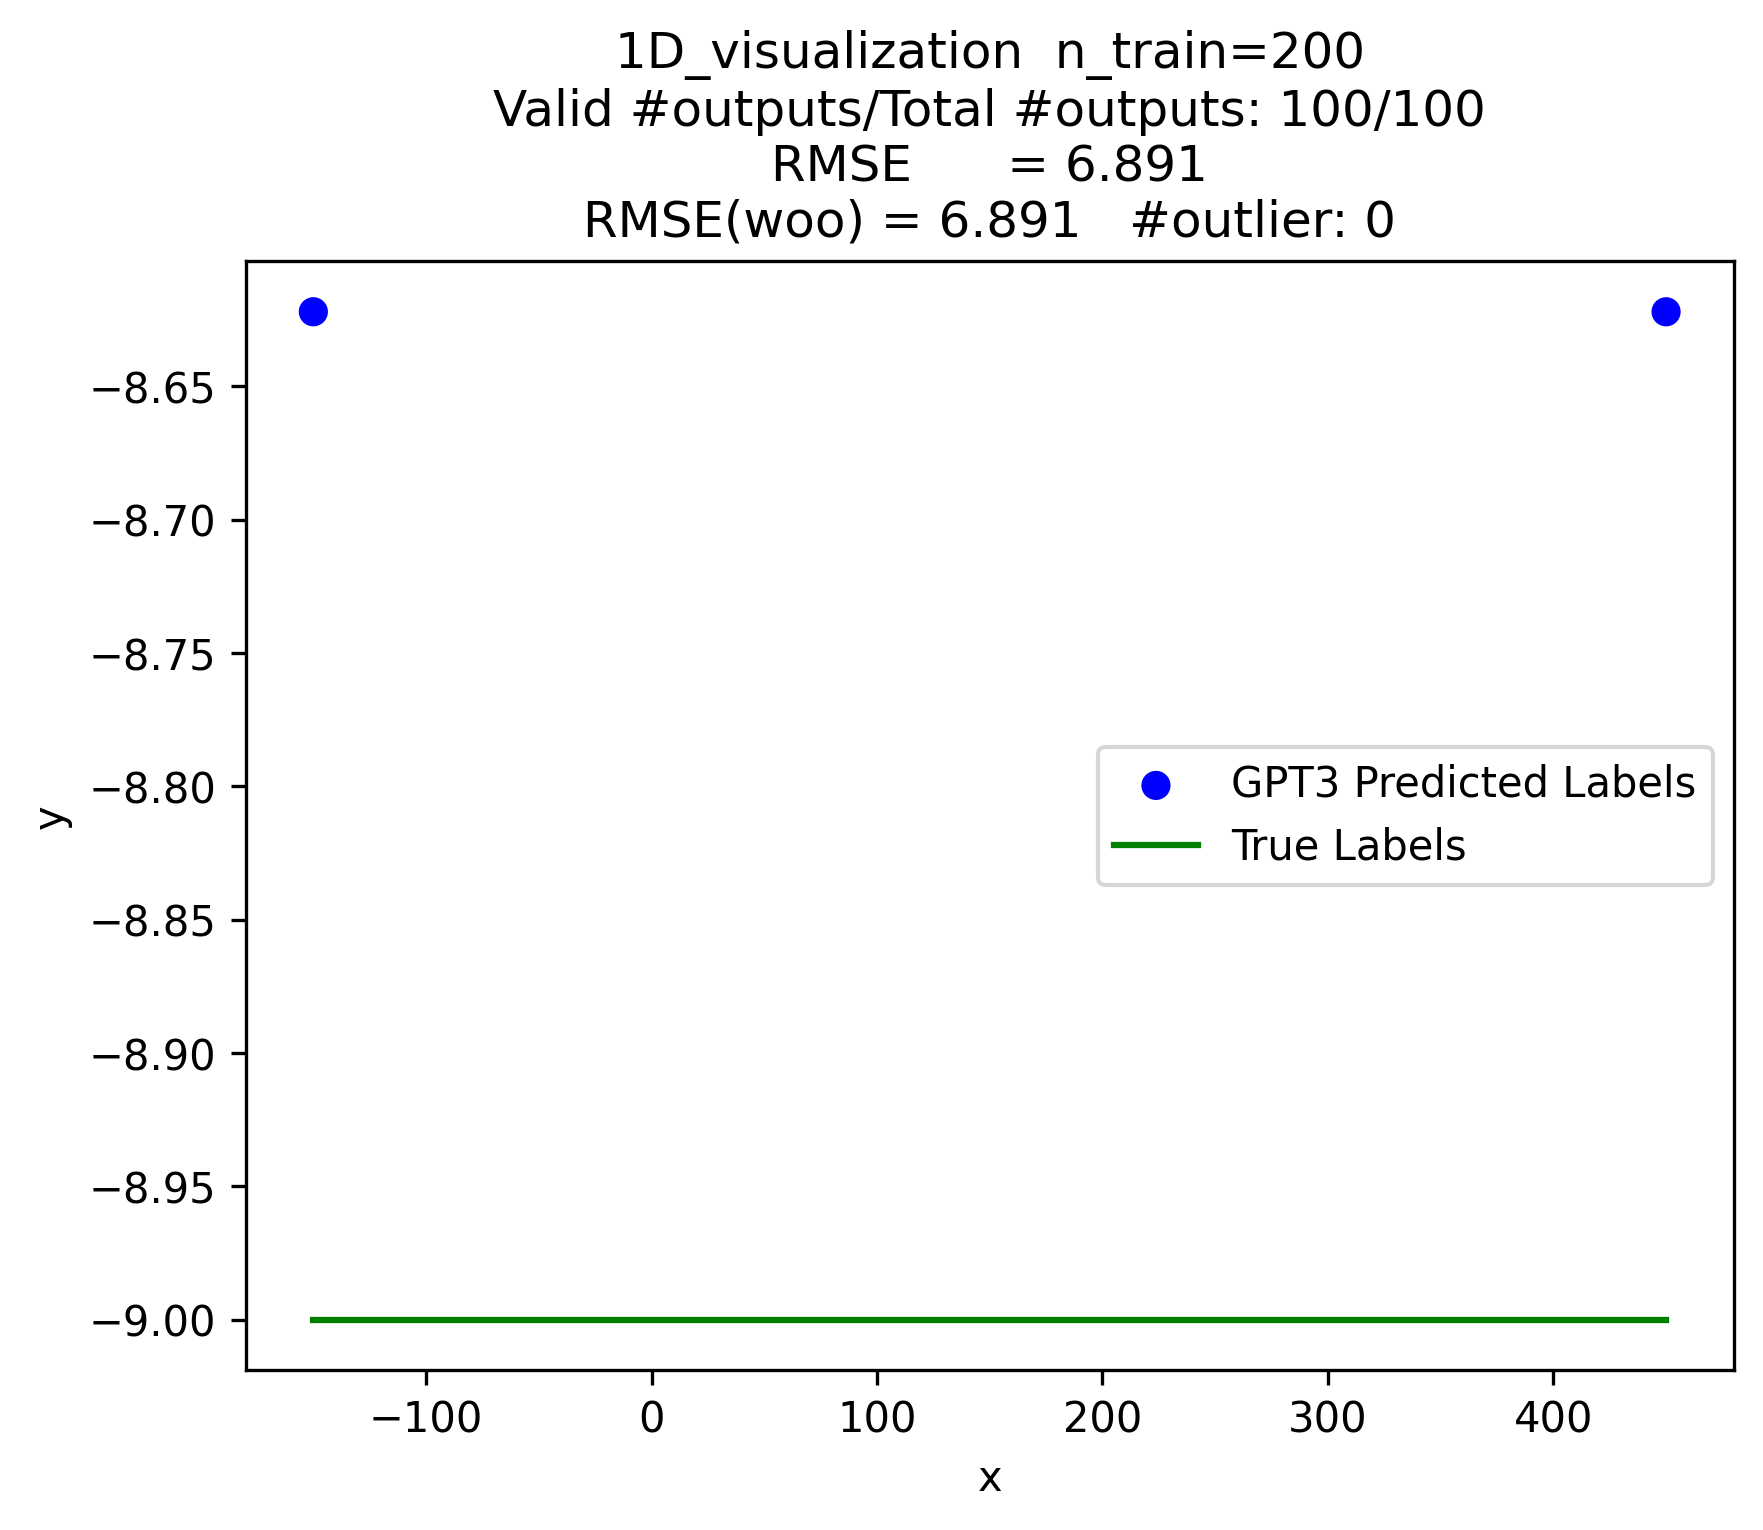 1D_visualization  n_train=200
Valid #outputs/Total #outputs: 100/100
RMSE      = 6.891
RMSE(woo) = 6.891   #outlier: 0
−8.65
−8.70
−8.75
−8.80
−8.85
−8.90
−8.95
−9.00
y
GPT3 Predicted Labels
True Labels
−100 0 100 200 300 400
x